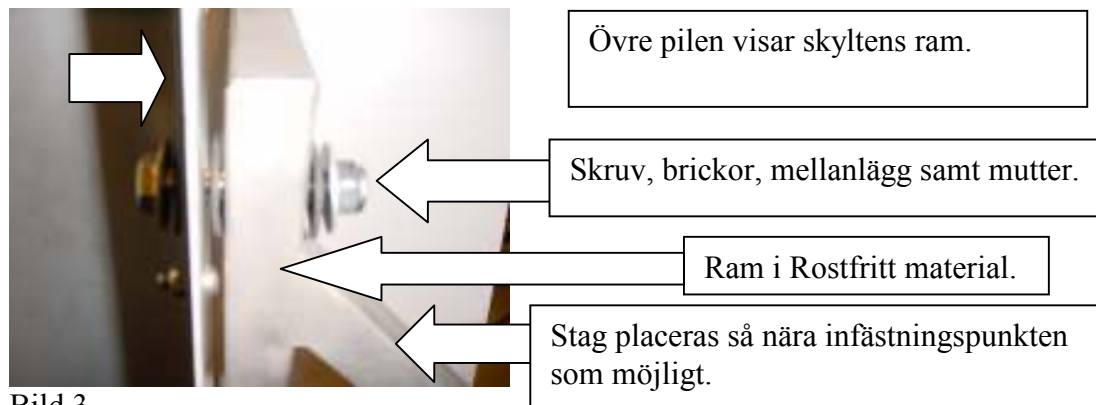 Övre pilen visar skyltens ram.
Skruv, brickor, mellanlägg samt mutter.
Ram i Rostfritt material.
Stag placeras så nära infästningspunkten
som möjligt.
Bild 3